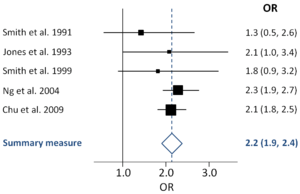 OR
Smith et al. 1991 1.3 (0.5, 2.6)
Jones et al. 1993 2.1 (1.0, 3.4)
Smith et al. 1999 1.8 (0.9, 3.2)
Ng et al. 2004 2.3 (1.9, 2.7)
Chu et al. 2009 2.1 (1.8, 2.5)
Summary measure 2.2 (1.9, 2.4)
1.0 2.0 3.0
OR